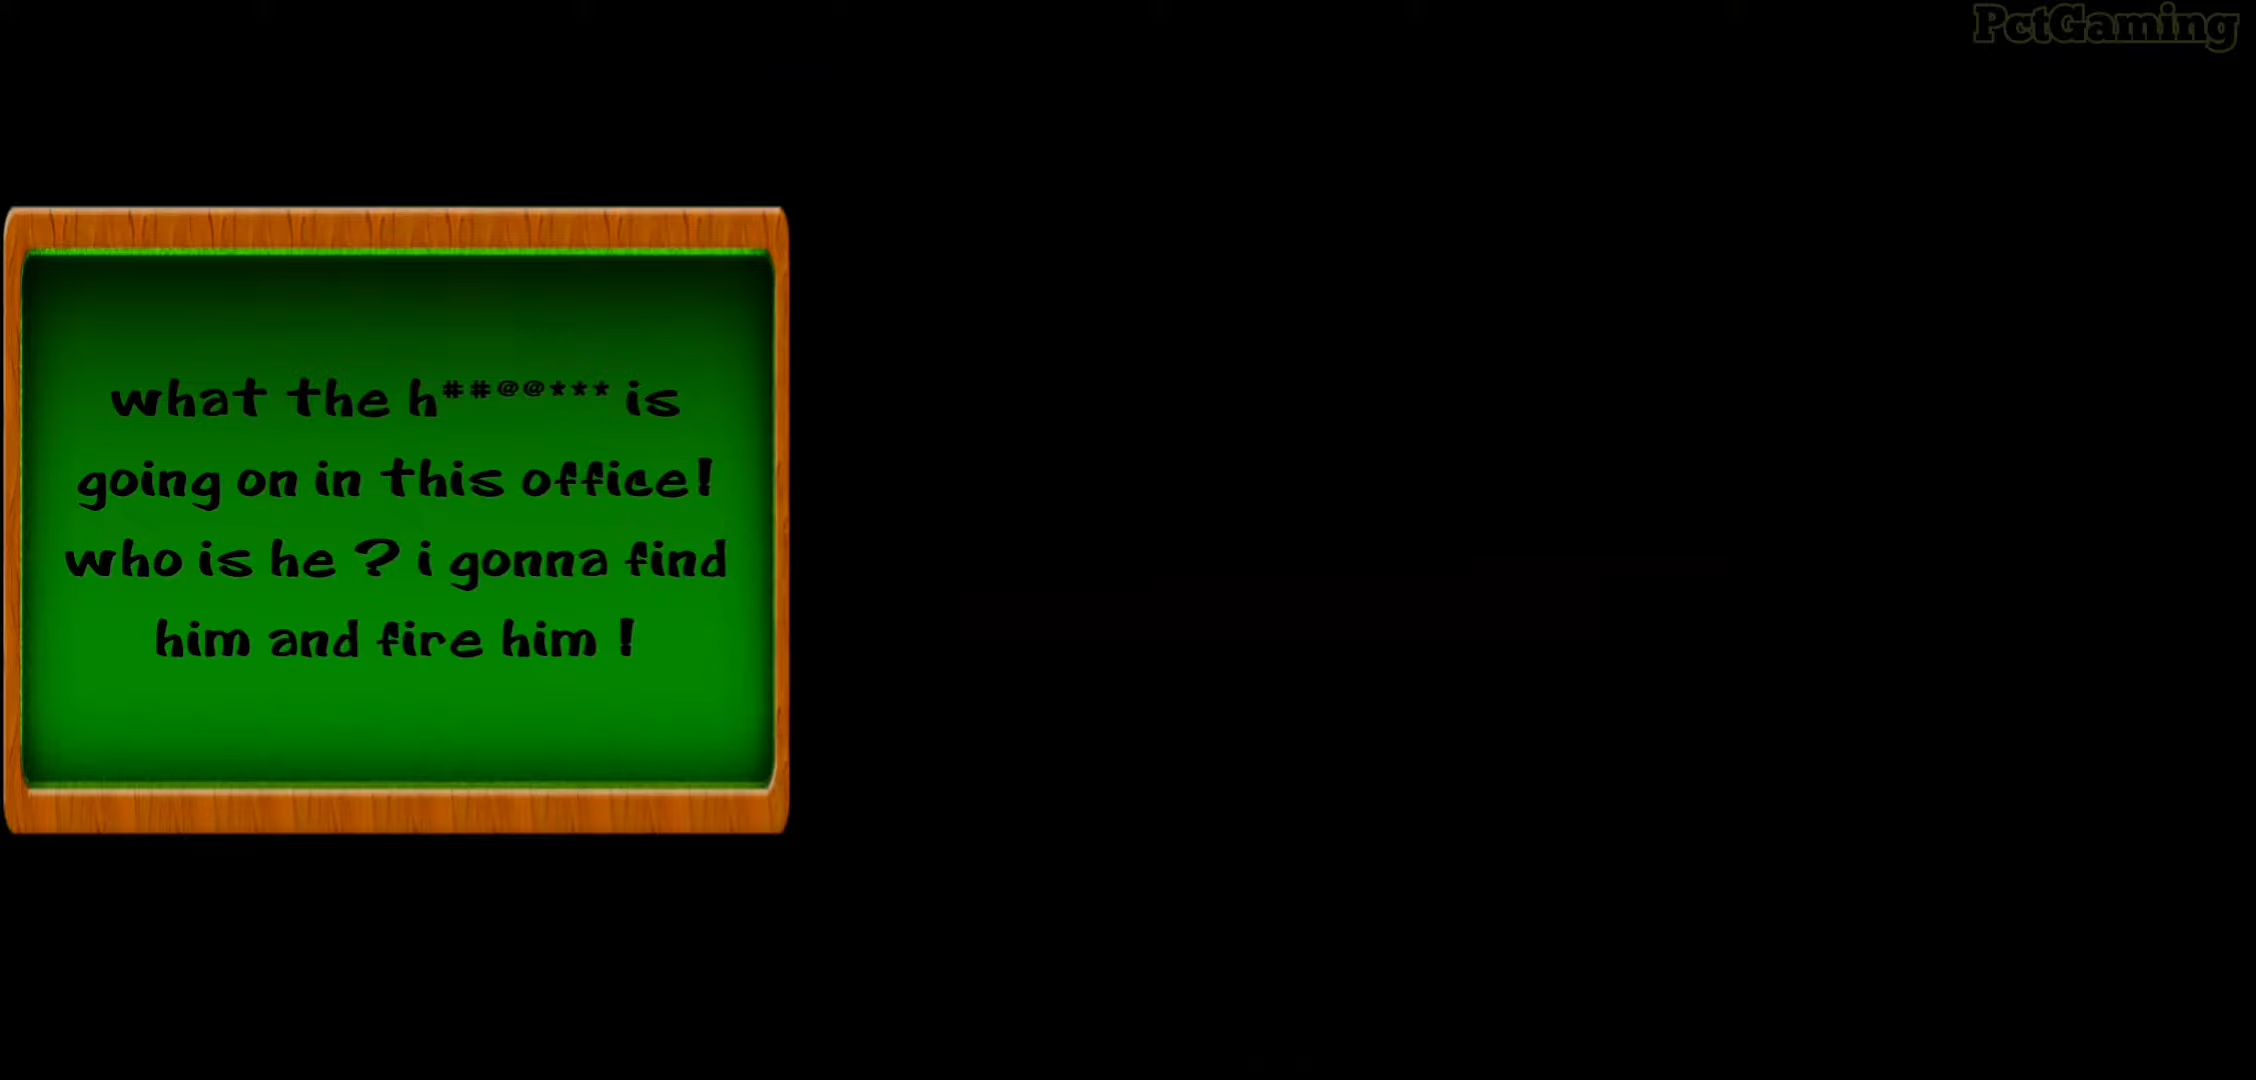 PctGaming
what the h##@@*** is
going on in this office!
who is he ? i gonna find
him and fire him !